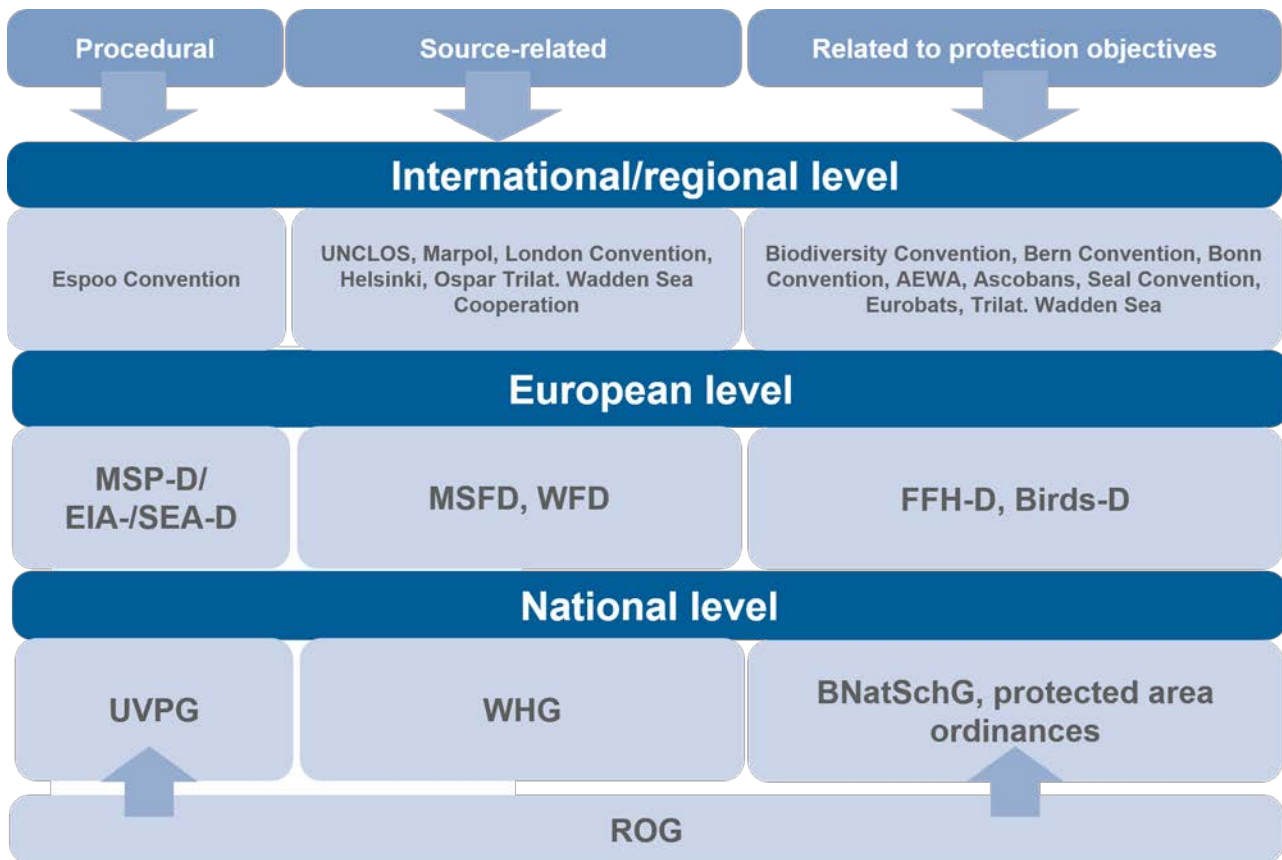 Procedural
Source-related
Related to protection objectives
International/regional level
Espoo Convention
UNCLOS, Marpol, London Convention,
Helsinki, Ospar Trilat. Wadden Sea
Cooperation
Biodiversity Convention, Bern Convention, Bonn
Convention, AEWA, Ascobans, Seal Convention,
Eurobats, Trilat. Wadden Sea
European level
MSP-D/
EIA-/SEA-D
MSFD, WFD
FFH-D, Birds-D
National level
UVPG
WHG
BNatSchG, protected area
ordinances
ROG